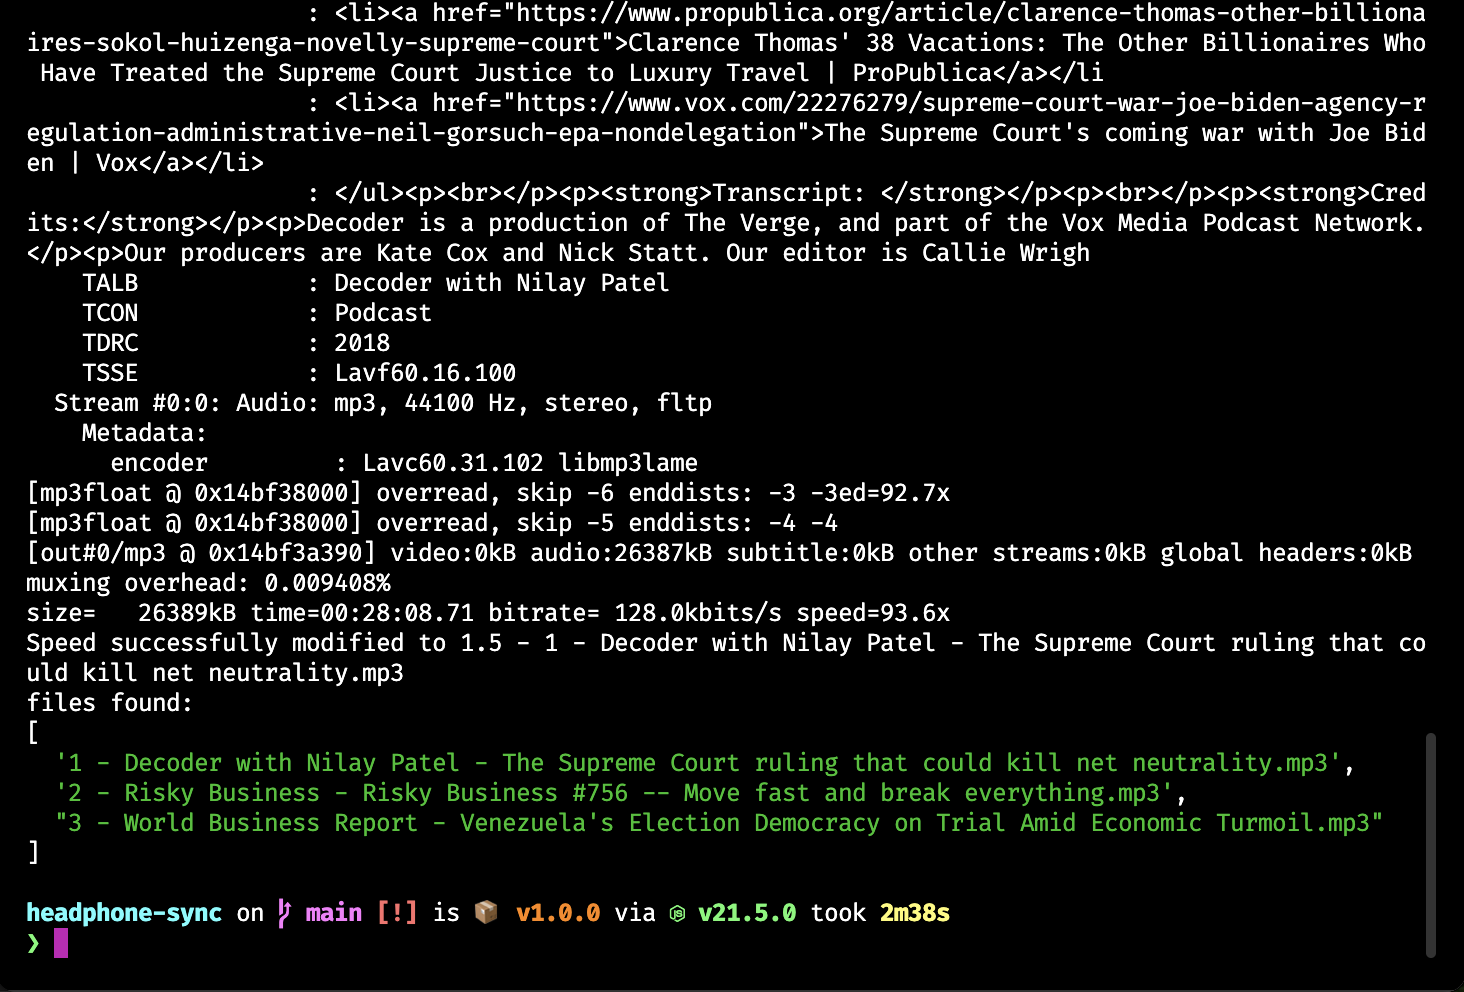 : <li><a href="https://www.propublica.org/article/clarence-thomas-other-billiona
ires-sokol-huizenga-novelly-supreme-court">Clarence Thomas' 38 Vacations: The Other Billionaires Who
Have Treated the Supreme Court Justice to Luxury Travel | ProPublica</a></li
: <li><a href="https://www.vox.com/22276279/supreme-court-war-joe-biden-agency-r
egulation-administrative-neil-gorsuch-epa-nondelegation">The Supreme Court's coming war with Joe Bid
en | Vox</a></li>
: </ul><p><br></p><p><strong>Transcript: </strong></p><p><br></p><p><strong>Cred
its:</strong></p><p>Decoder is a production of The Verge, and part of the Vox Media Podcast Network.
</p><p>Our producers are Kate Cox and Nick Statt. Our editor is Callie Wrigh
TALB : Decoder with Nilay Patel
TCON : Podcast
TDRC : 2018
TSSE : Lavf60.16.100
Stream #0:0: Audio: mp3, 44100 Hz, stereo, fltp
Metadata:
encoder : Lavc60.31.102 libmp3lame
[mp3float @ 0x14bf38000] overread, skip -6 enddists: -3 -3ed=92.7x
[mp3float @ 0x14bf38000] overread, skip -5 enddists: -4 -4
[out#0/mp3 @ 0x14bf3a390] video:0kB audio:26387kB subtitle:0kB other streams:0kB global headers:0kB
muxing overhead: 0.009408%
size=   26389kB time=00:28:08.71 bitrate= 128.0kbits/s speed=93.6x
Speed successfully modified to 1.5 - 1 - Decoder with Nilay Patel - The Supreme Court ruling that co
uld kill net neutrality.mp3
files found:
[
'1 - Decoder with Nilay Patel - The Supreme Court ruling that could kill net neutrality.mp3',
'2 - Risky Business - Risky Business #756 -- Move fast and break everything.mp3',
"3 - World Business Report - Venezuela's Election Democracy on Trial Amid Economic Turmoil.mp3"
]
headphone-sync on main [!] is 📦 v1.0.0 via v21.5.0 took 2m38s
❯